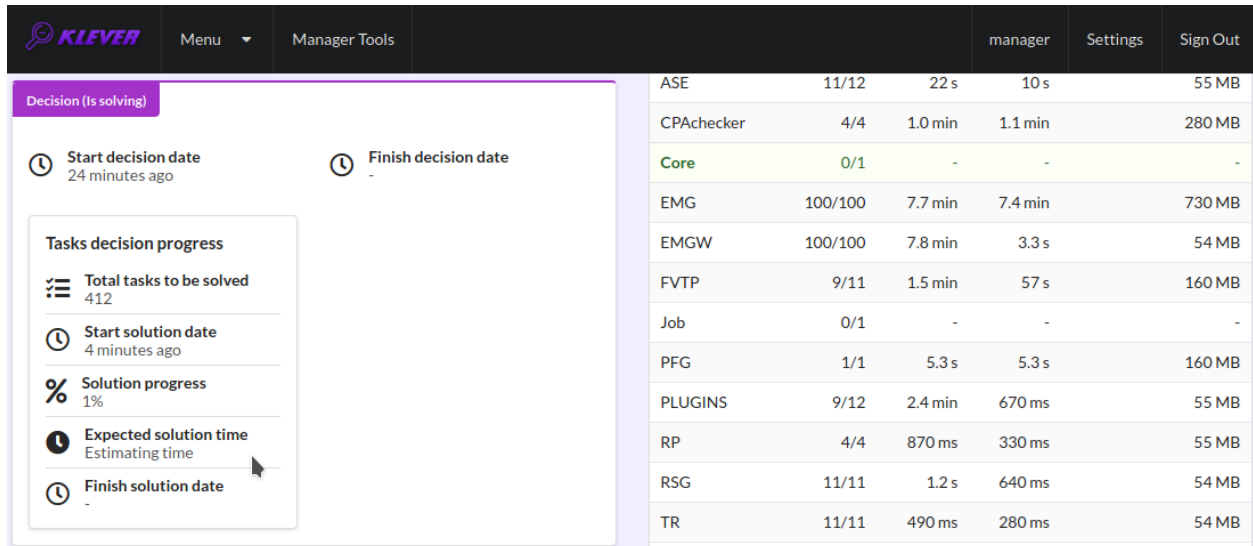 KLEVER Menu Manager Tools manager Settings Sign Out
Decision (Is solving)
Start decision date
24 minutes ago
Finish decision date
-
Tasks decision progress
Total tasks to be solved
412
Start solution date
4 minutes ago
Solution progress
1%
Expected solution time
Estimating time
Finish solution date
-
ASE 11/12 22 s 10 s 55 MB
CPAchecker 4/4 1.0 min 1.1 min 280 MB
Core 0/1 - - -
EMG 100/100 7.7 min 7.4 min 730 MB
EMGW 100/100 7.8 min 3.3 s 54 MB
FVTP 9/11 1.5 min 57 s 160 MB
Job 0/1 - - -
PFG 1/1 5.3 s 5.3 s 160 MB
PLUGINS 9/12 2.4 min 670 ms 55 MB
RP 4/4 870 ms 330 ms 55 MB
RSG 11/11 1.2 s 640 ms 54 MB
TR 11/11 490 ms 280 ms 54 MB